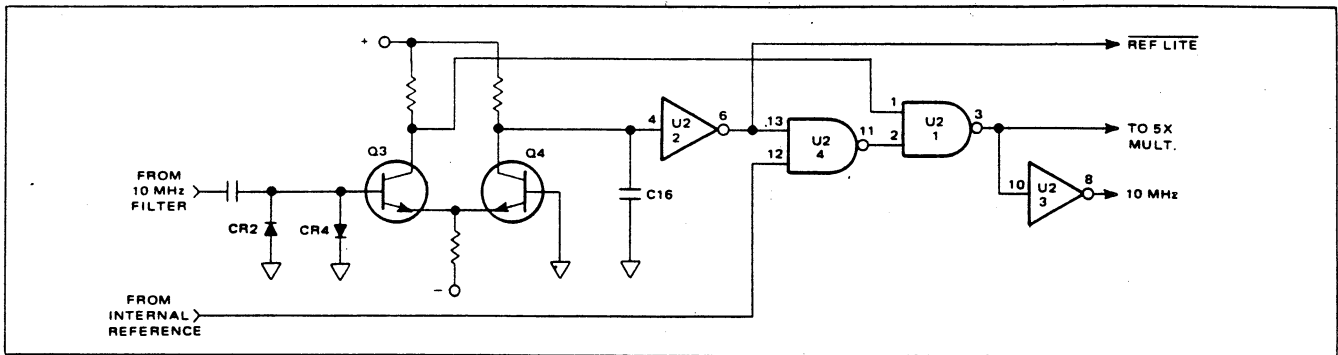 +
REF LITE
1
6
4
U2
2
.13
12
U2
4
11
2
U2
1
3
TO 5X
MULT.
Q3
Q4
FROM
10 MHz
FILTER
C16
10
U2
3
8
10 MHz
CR2
CR4
-
FROM
INTERNAL
REFERENCE